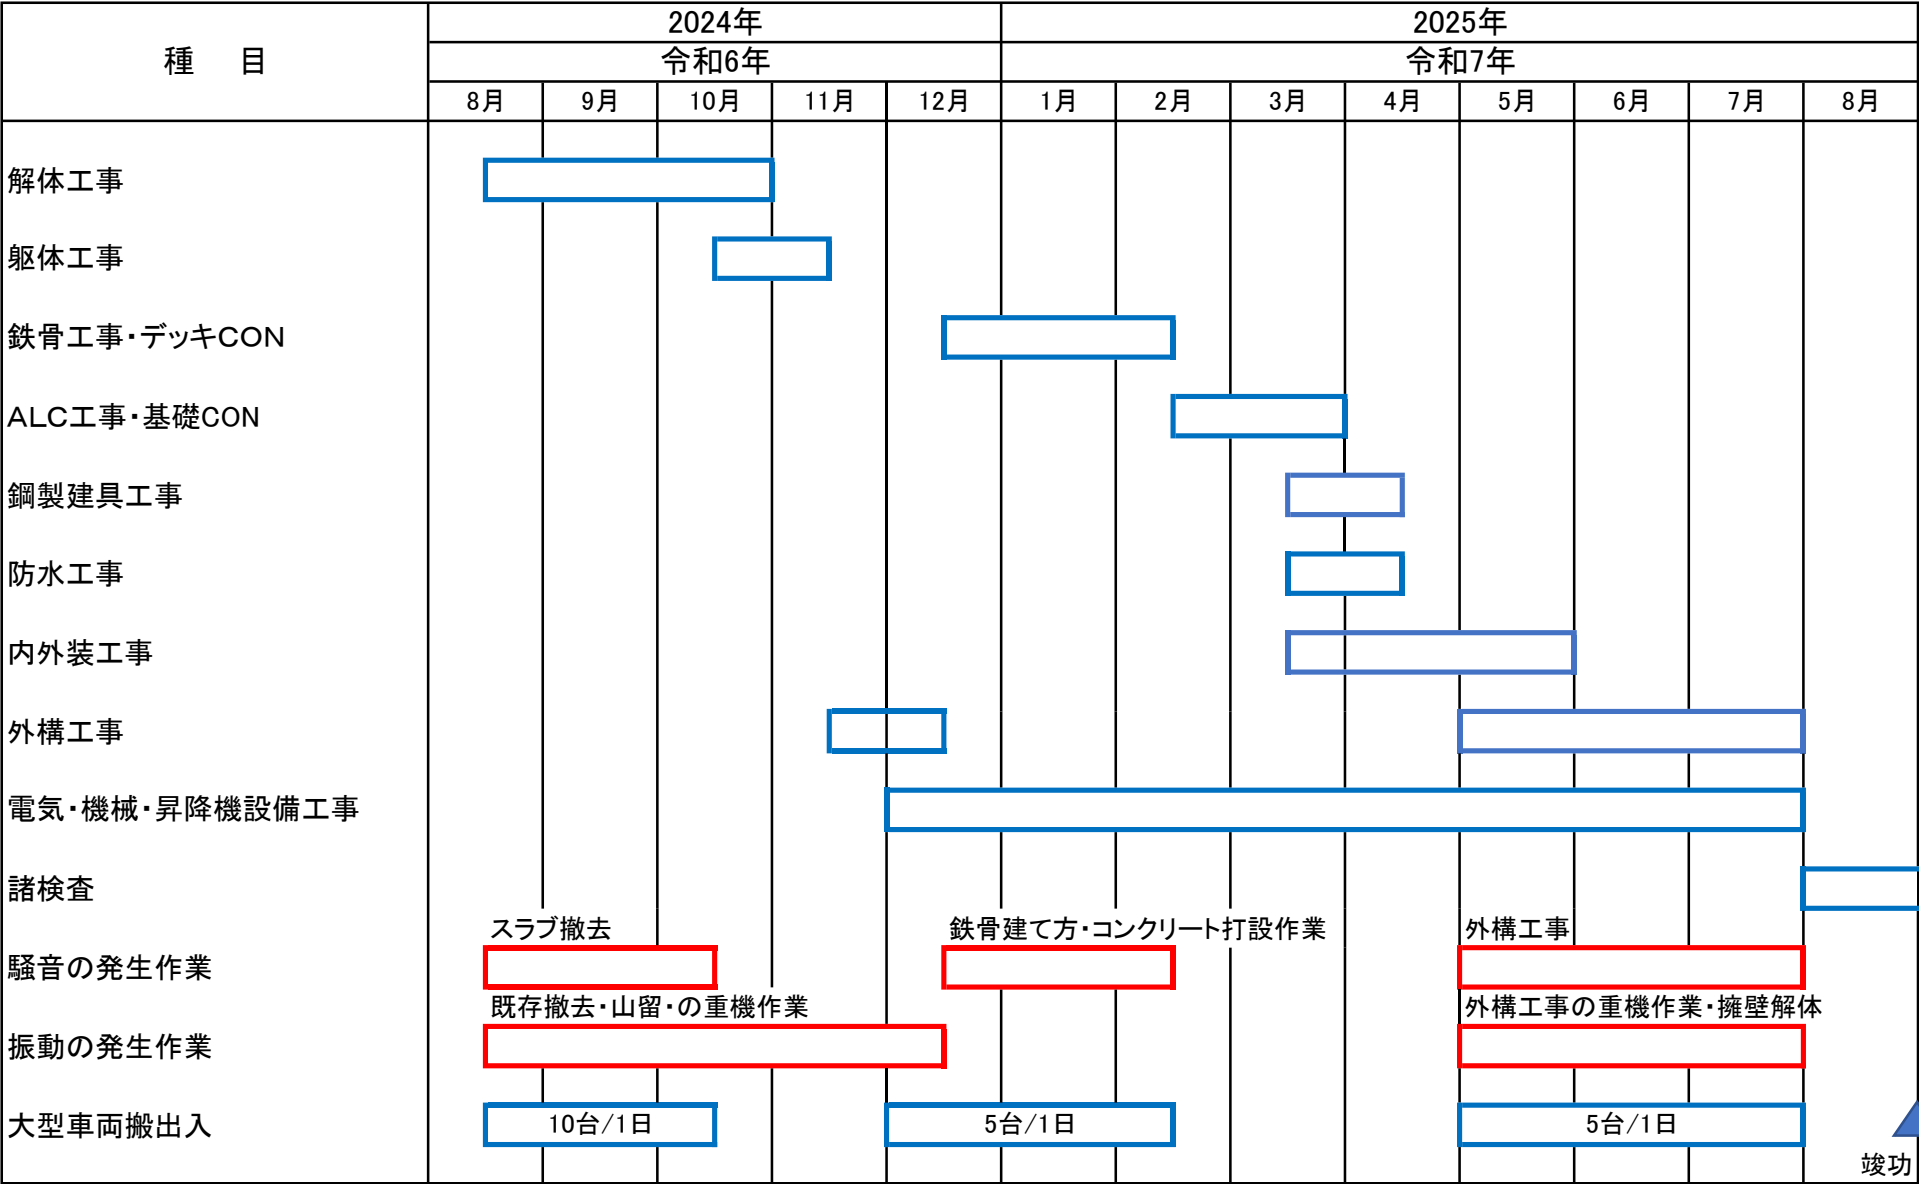 2024年 2025年
種 目
令和6年 令和7年
8月 9月 10月 11月 12月 1月 2月 3月 4月 5月 6月 7月 8月
解体工事
躯体工事
鉄骨工事・デッキCON
ALC工事・基礎CON
鋼製建具工事
防水工事
内外装工事
外構工事
電気・機械・昇降機設備工事
諸検査
スラブ撤去 鉄骨建て方・コンクリート打設作業 外構工事
騒音の発生作業
既存撤去・山留・の重機作業 外構工事の重機作業・擁壁解体
振動の発生作業
大型車両搬出入 10台/1日 5台/1日 5台/1日
竣功